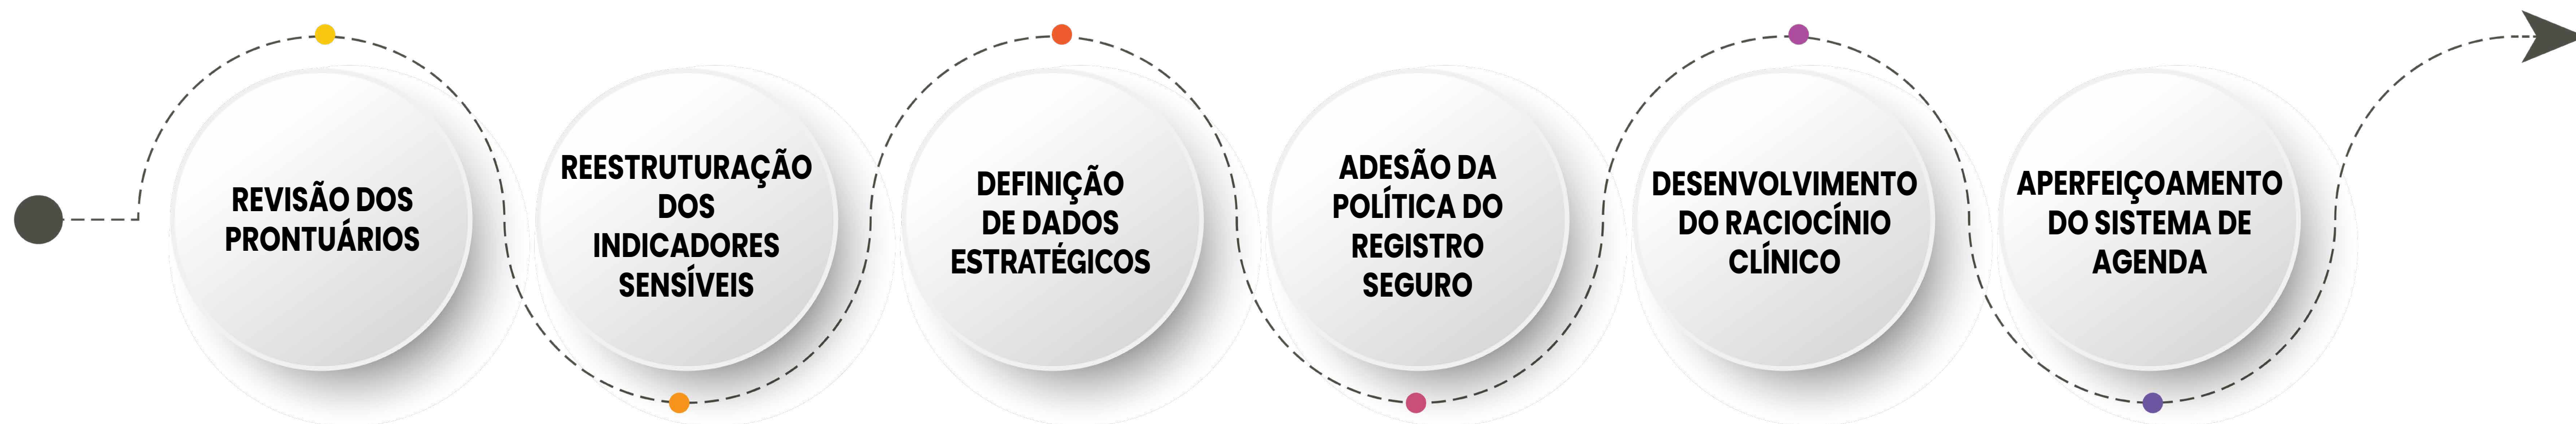 REVISÃO DOS
PRONTUÁRIOS
REESTRUTURAÇÃO
DOS
INDICADORES
SENSÍVEIS
DEFINIÇÃO
DE DADOS
ESTRATÉGICOS
ADESÃO DA
POLÍTICA DO
REGISTRO
SEGURO
DESENVOLVIMENTO
DO RACIOCÍNIO
CLÍNICO
APERFEIÇOAMENTO
DO SISTEMA DE
AGENDA